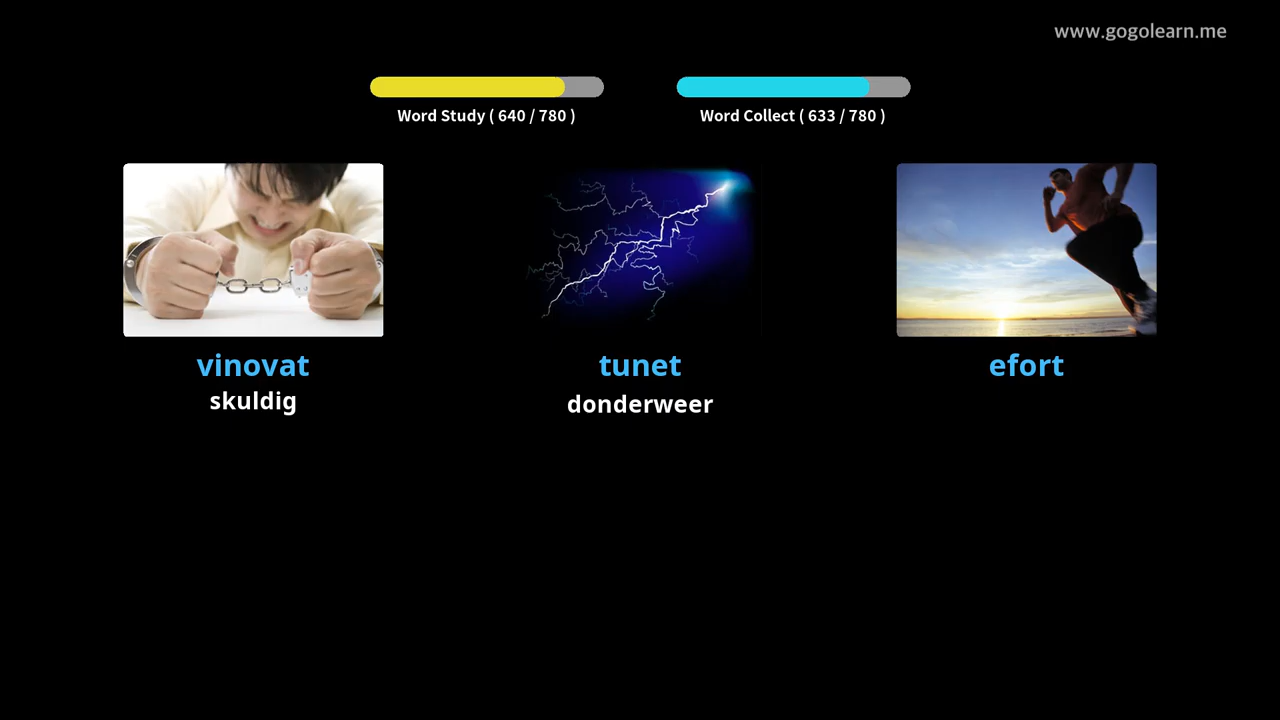 www.gogolearn.me
Word Study ( 640 / 780 )
Word Collect ( 633 / 780 )
vinovat
skuldig
tunet
donderweer
efort